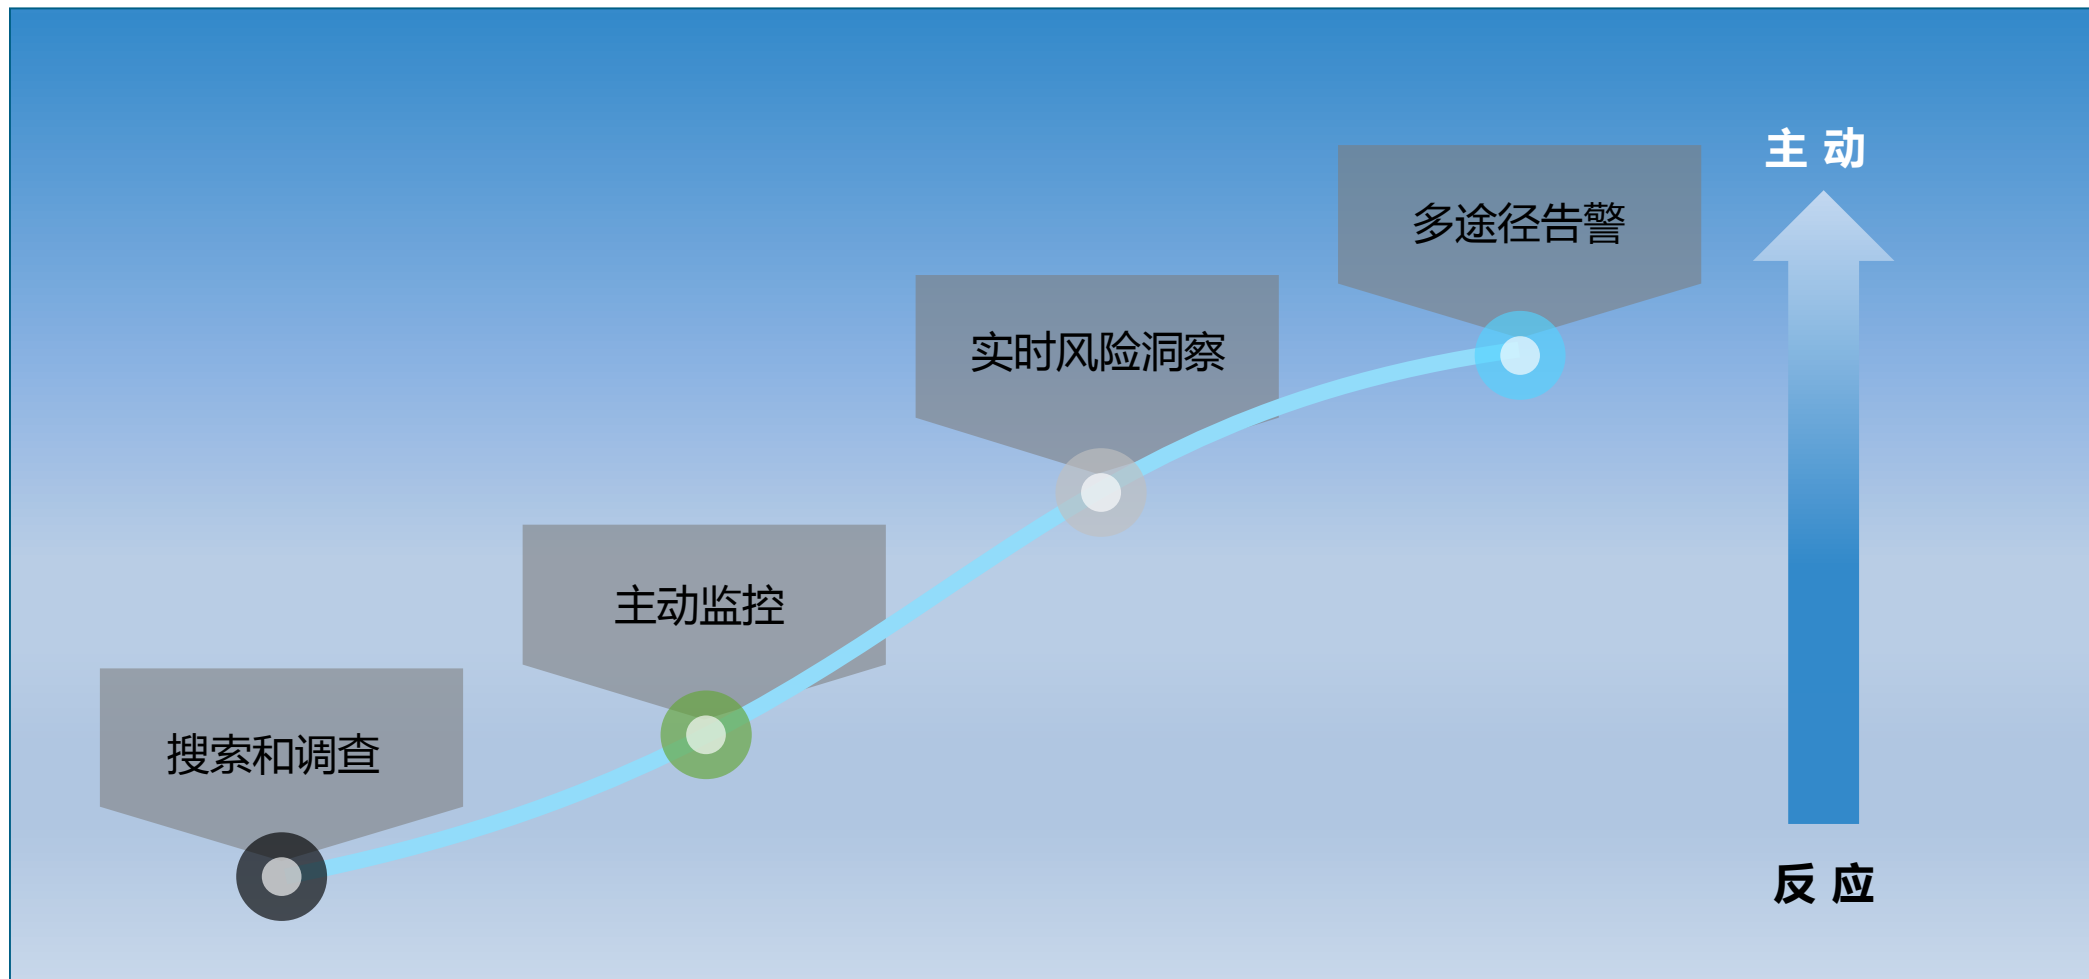 主 动
多途径告警
实时风险洞察
主动监控
搜索和调查
反 应